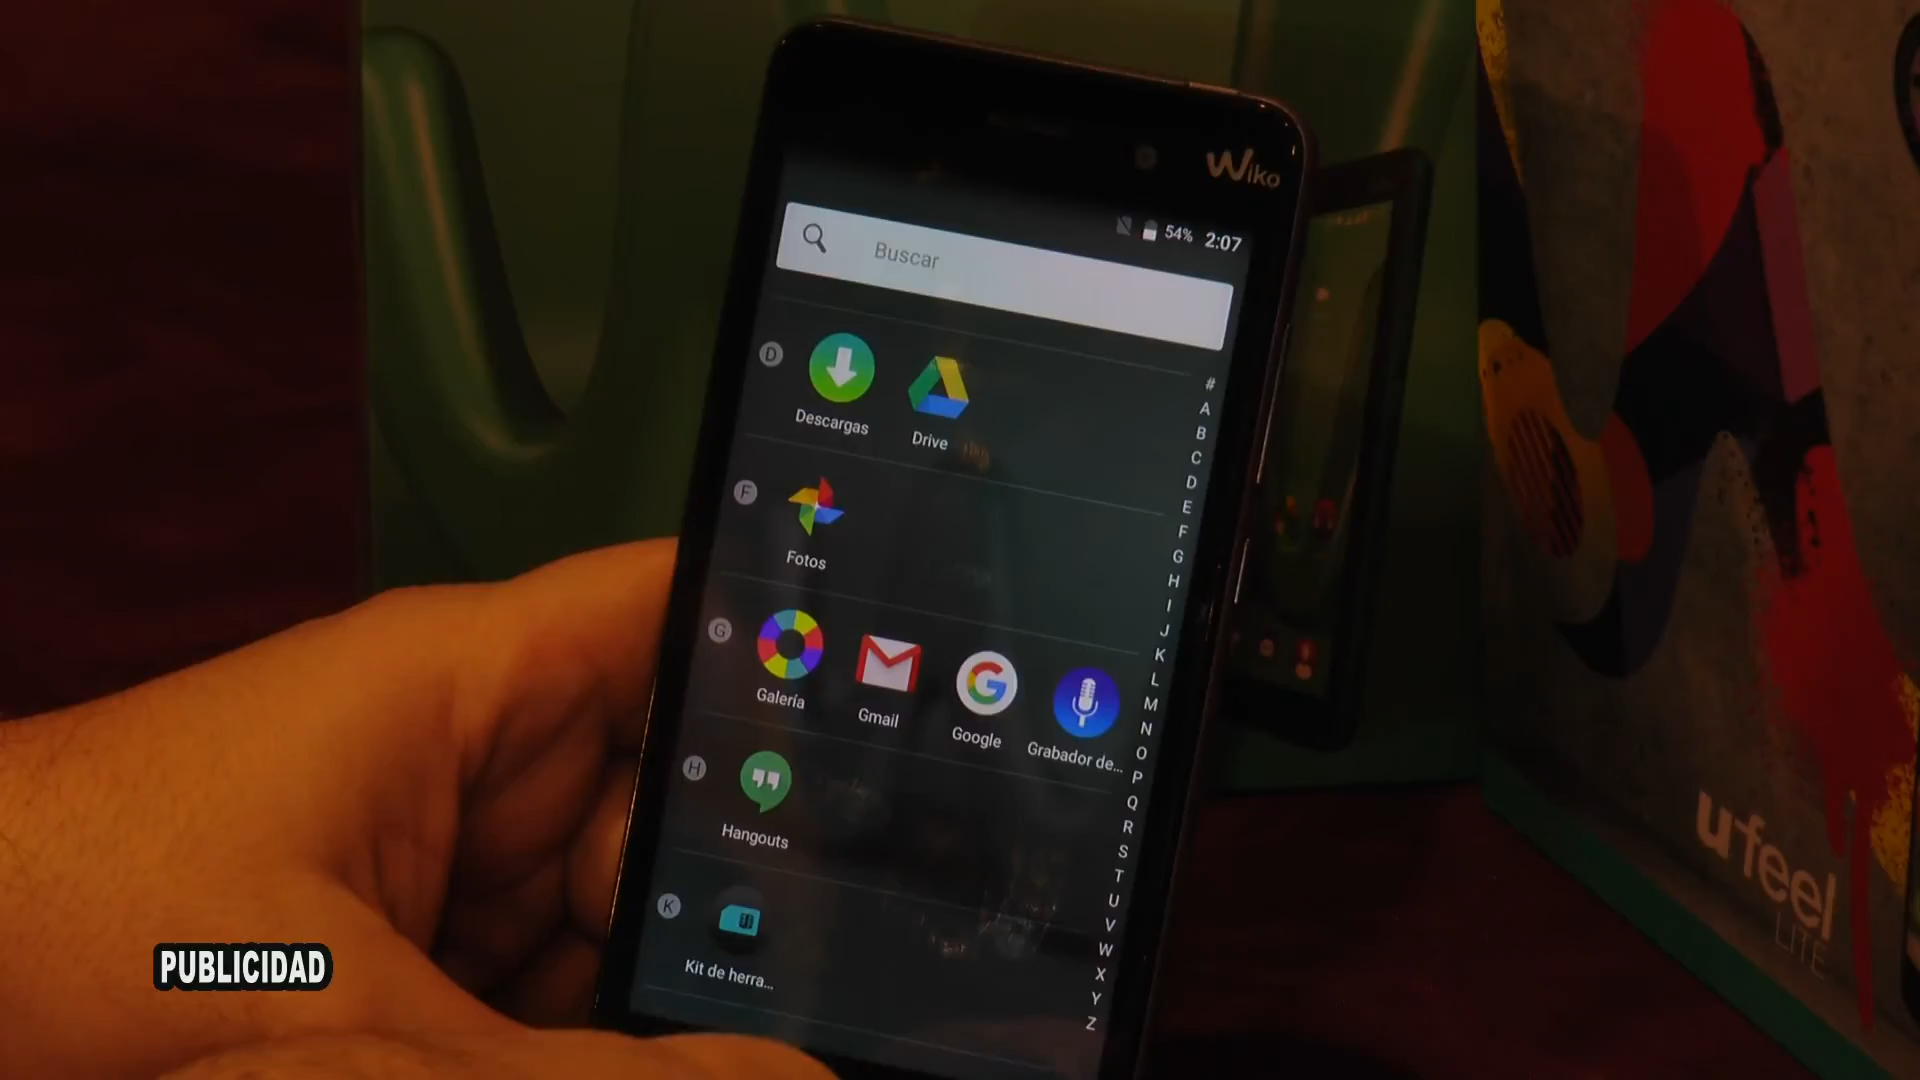 Wiko
54% 2:07
Buscar
D
Descargas
Drive
F
Fotos
G
Galería
Gmail
Google
Grabador de...
H
Hangouts
K
Kit de herra...
#
A
B
C
D
E
F
G
H
I
J
K
L
M
N
O
P
Q
R
S
T
U
V
W
X
Y
Z
u feel
LITE
PUBLICIDAD